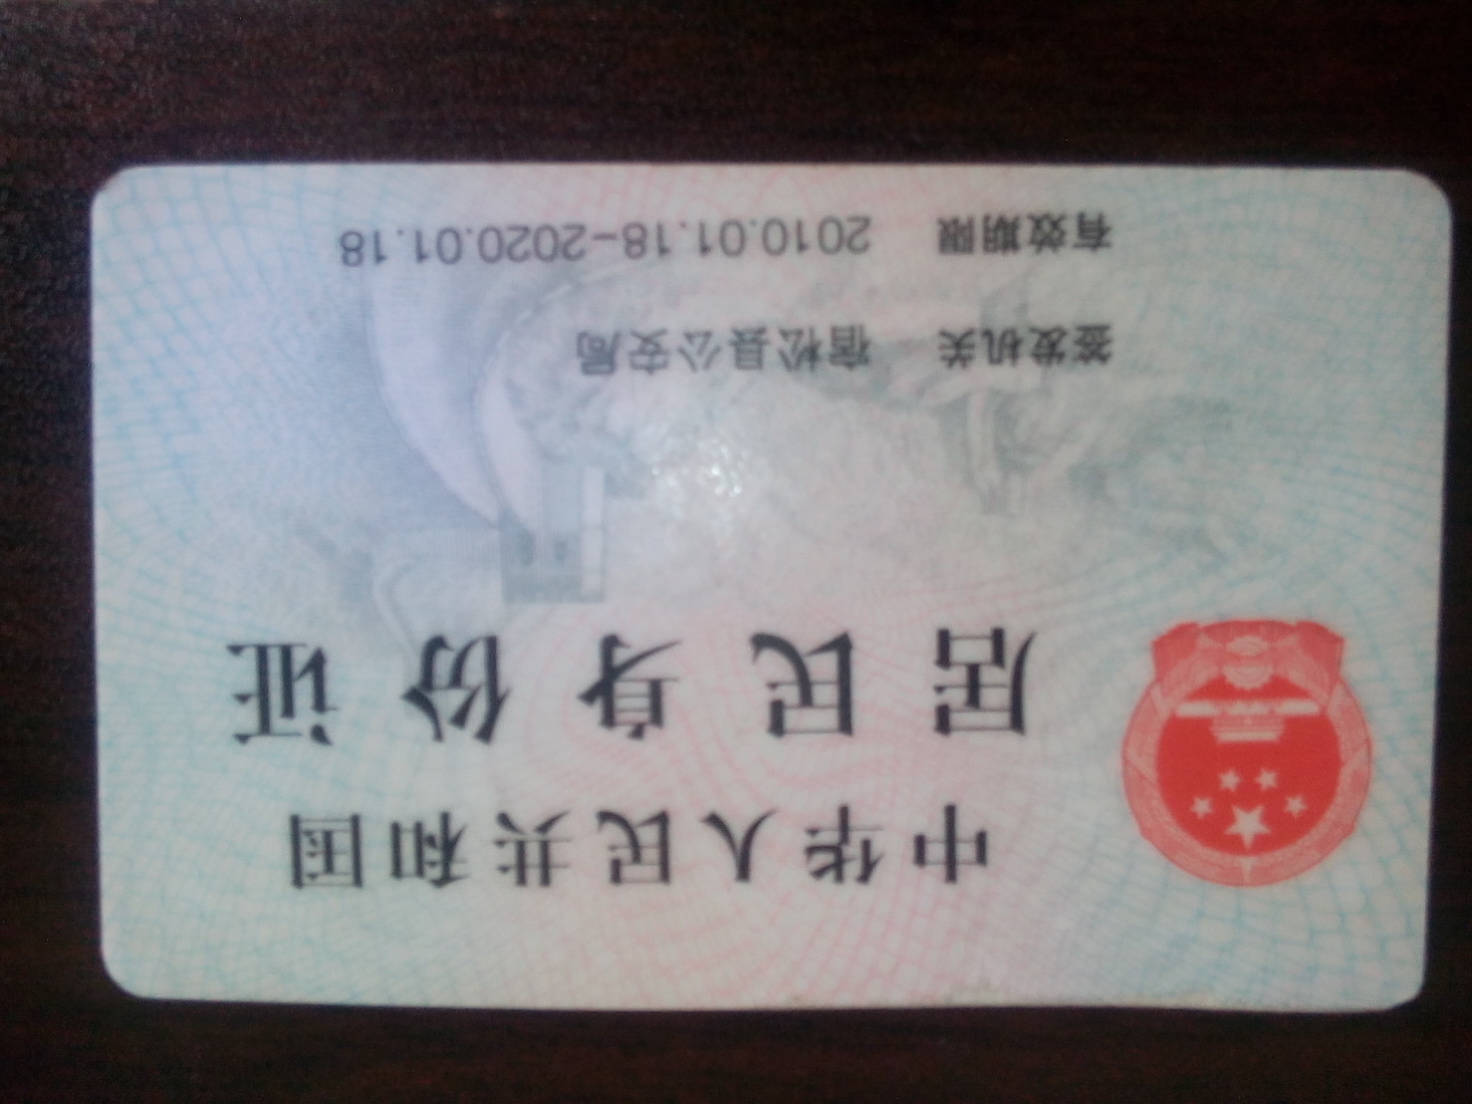 中华人民共和国
居民身份证
签发机关 宿松县公安局
有效期限 2010.01.18-2020.01.18